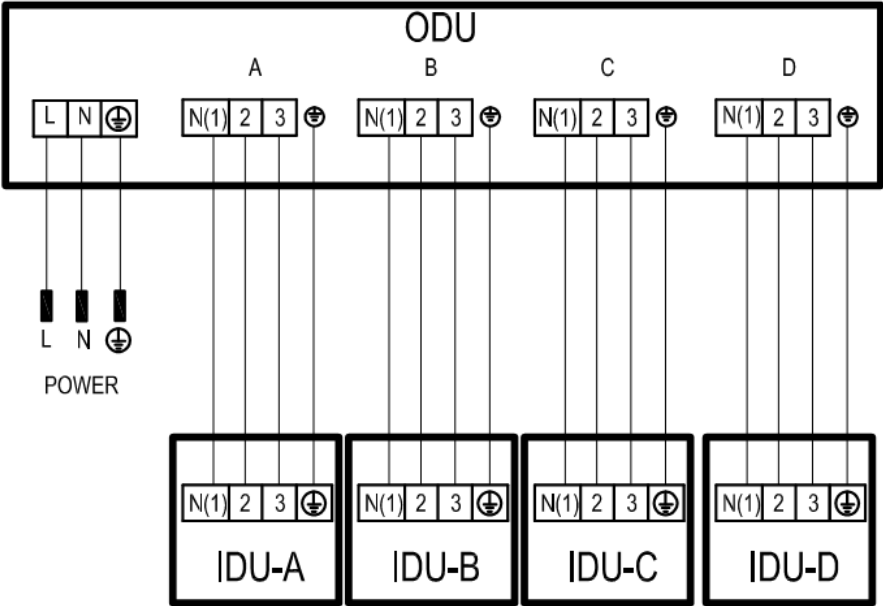 ODU
A B C D
L N N(1) 2 3 N(1) 2 3 N(1) 2 3 N(1) 2 3
L N
POWER
N(1) 2 3 N(1) 2 3 N(1) 2 3 N(1) 2 3
IDU-A IDU-B IDU-C IDU-D